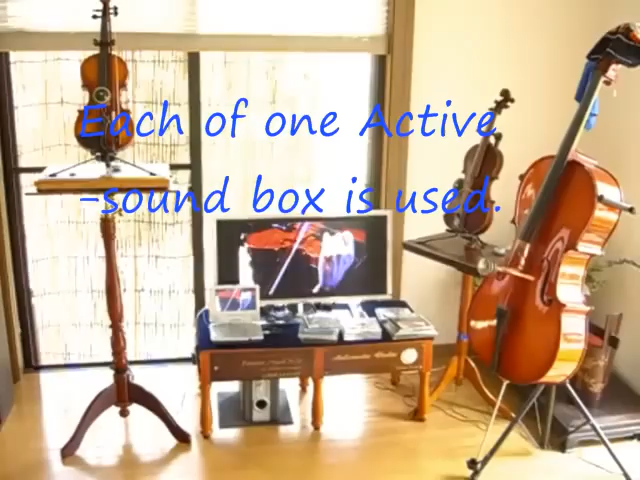 Each of one Active
-sound box is used.